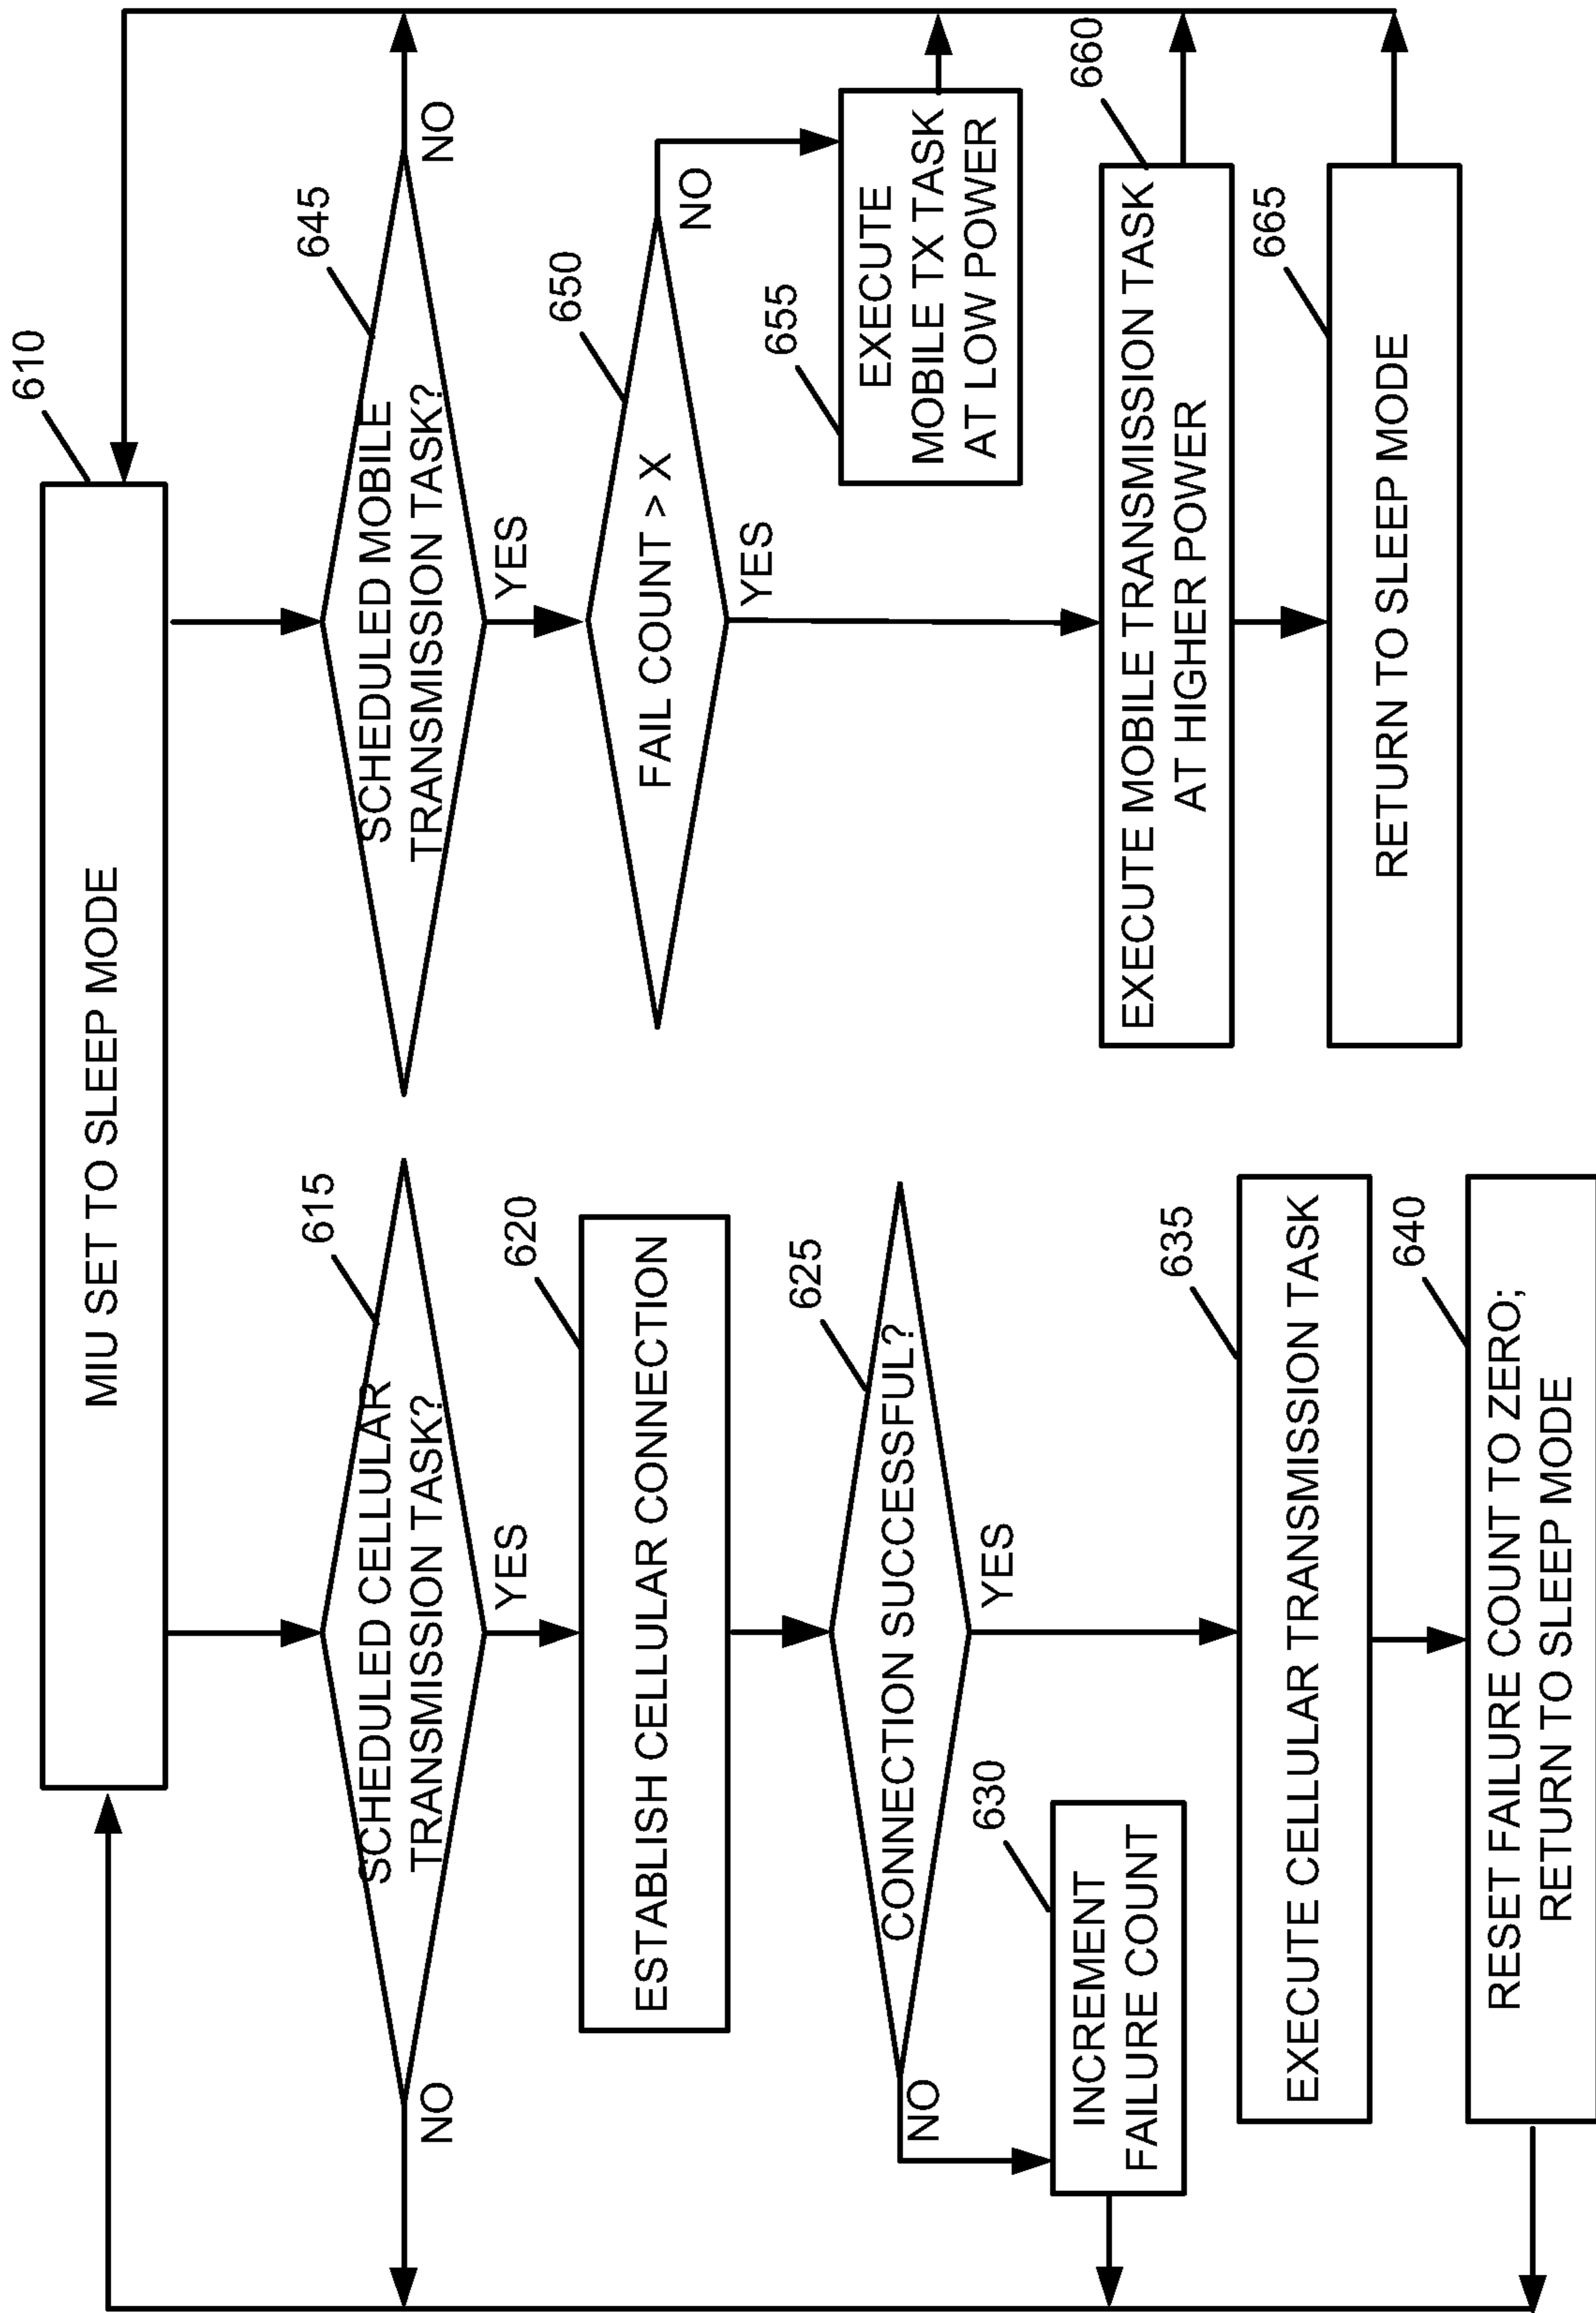 610
MIU SET TO SLEEP MODE
615
SCHEDULED CELLULAR
TRANSMISSION TASK?
NO
YES
620
ESTABLISH CELLULAR CONNECTION
625
CONNECTION SUCCESSFUL?
NO
YES
630
INCREMENT
FAILURE COUNT
635
EXECUTE CELLULAR TRANSMISSION TASK
640
RESET FAILURE COUNT TO ZERO;
RETURN TO SLEEP MODE
645
SCHEDULED MOBILE
TRANSMISSION TASK?
NO
YES
650
FAIL COUNT > X
NO
YES
655
EXECUTE
MOBILE TX TASK
AT LOW POWER
660
EXECUTE MOBILE TRANSMISSION TASK
AT HIGHER POWER
665
RETURN TO SLEEP MODE